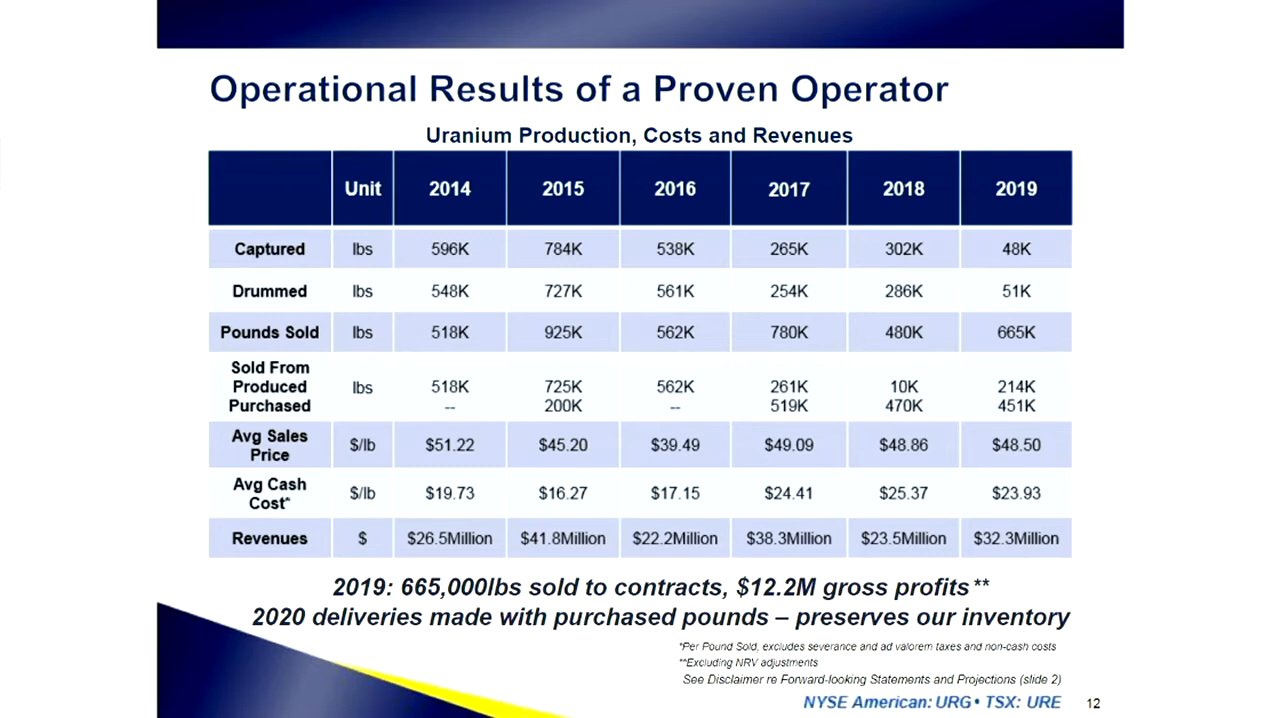 Operational Results of a Proven Operator
Uranium Production, Costs and Revenues
Unit 2014 2015 2016 2017 2018 2019
Captured lbs 596K 784K 538K 265K 302K 48K
Drummed lbs 548K 727K 561K 254K 286K 51K
Pounds Sold lbs 518K 925K 562K 780K 480K 665K
Sold From
Produced lbs 518K 725K 562K 261K 10K 214K
Purchased -- 200K -- 519K 470K 451K
Avg Sales
Price $/lb $51.22 $45.20 $39.49 $49.09 $48.86 $48.50
Avg Cash
Cost* $/lb $19.73 $16.27 $17.15 $24.41 $25.37 $23.93
Revenues $ $26.5Million $41.8Million $22.2Million $38.3Million $23.5Million $32.3Million
2019: 665,000lbs sold to contracts, $12.2M gross profits**
2020 deliveries made with purchased pounds – preserves our inventory
*Per Pound Sold, excludes severance and ad valorem taxes and non-cash costs
**Excluding NRV adjustments
See Disclaimer re Forward-looking Statements and Projections (slide 2)
NYSE American: URG • TSX: URE 12